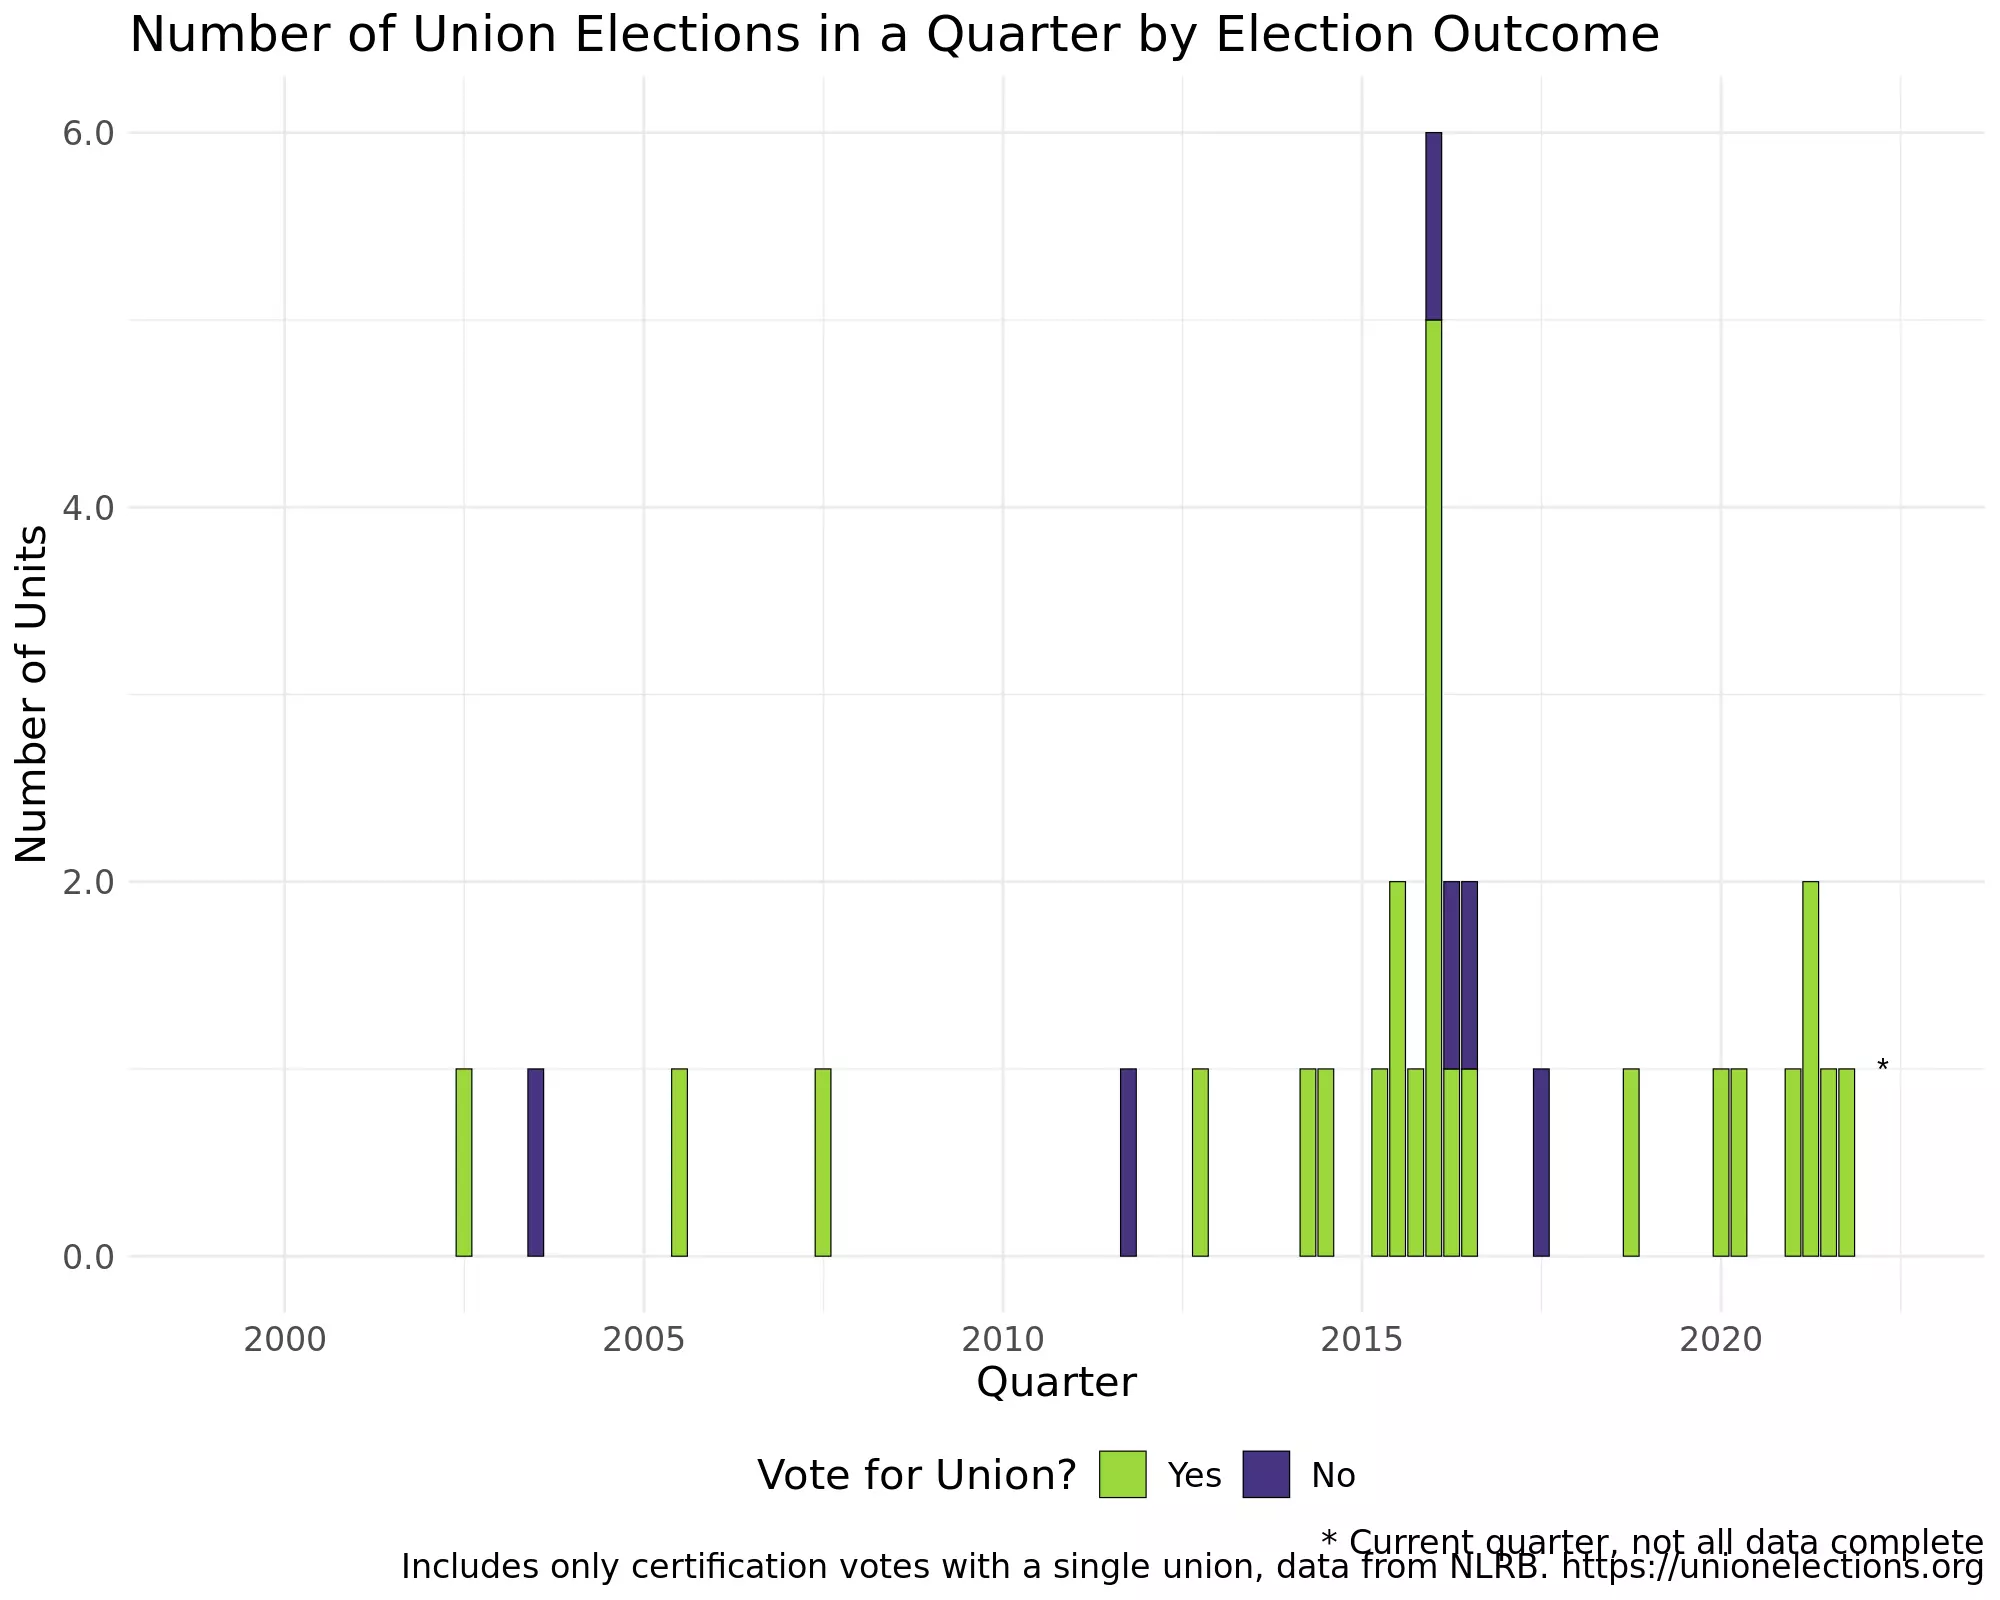 Number of Union Elections in a Quarter by Election Outcome
6.0
4.0
2.0
0.0
Number of Units
*
2000 2005 2010 2015 2020
Quarter
Vote for Union? Yes No
* Current quarter, not all data complete
Includes only certification votes with a single union, data from NLRB. https://unionelections.org